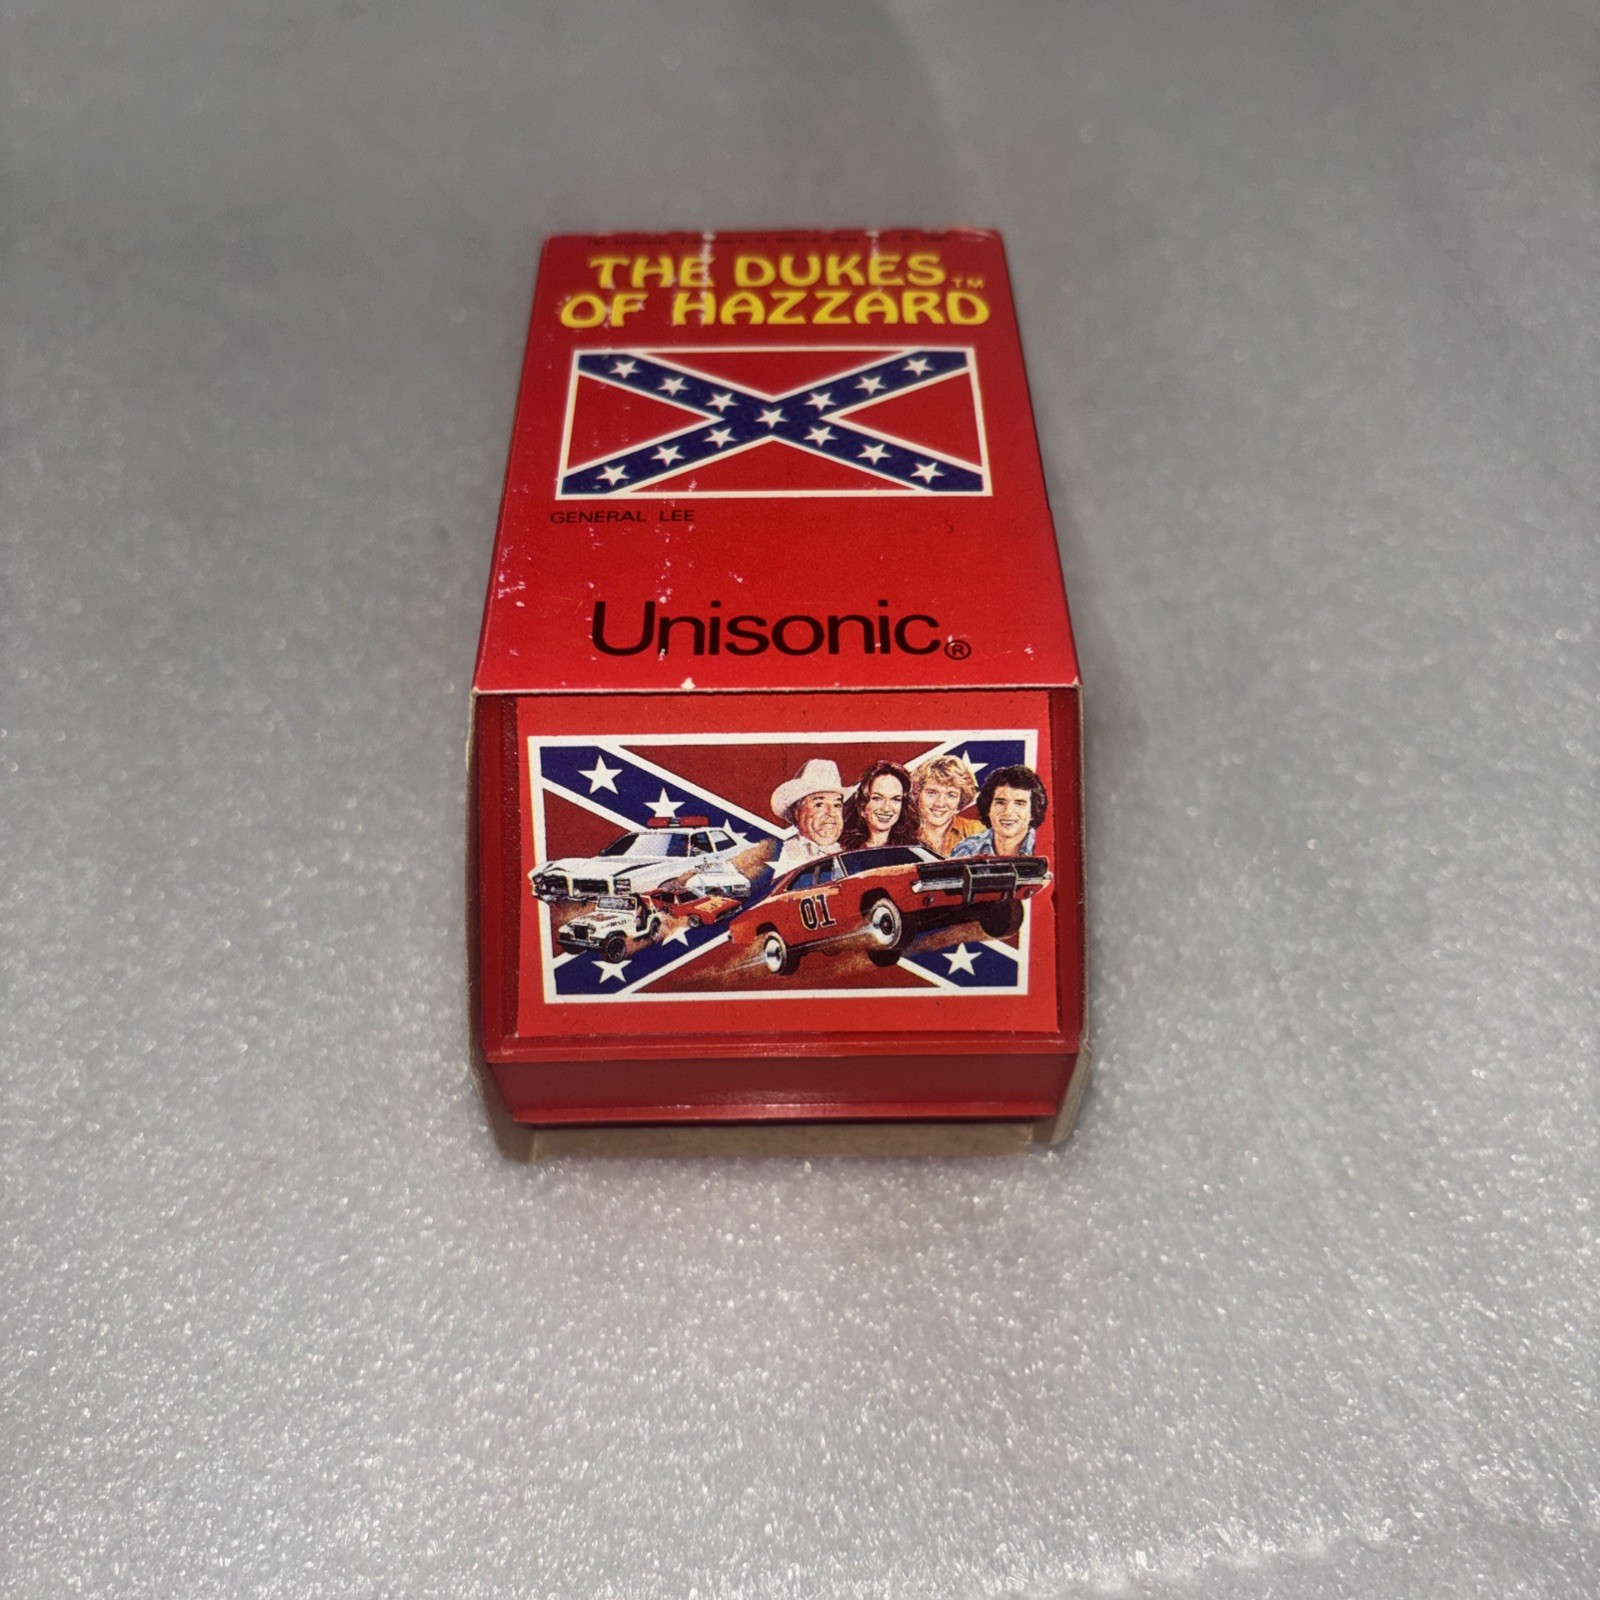 THE DUKES TM
OF HAZZARD
GENERAL LEE
Unisonic®
01